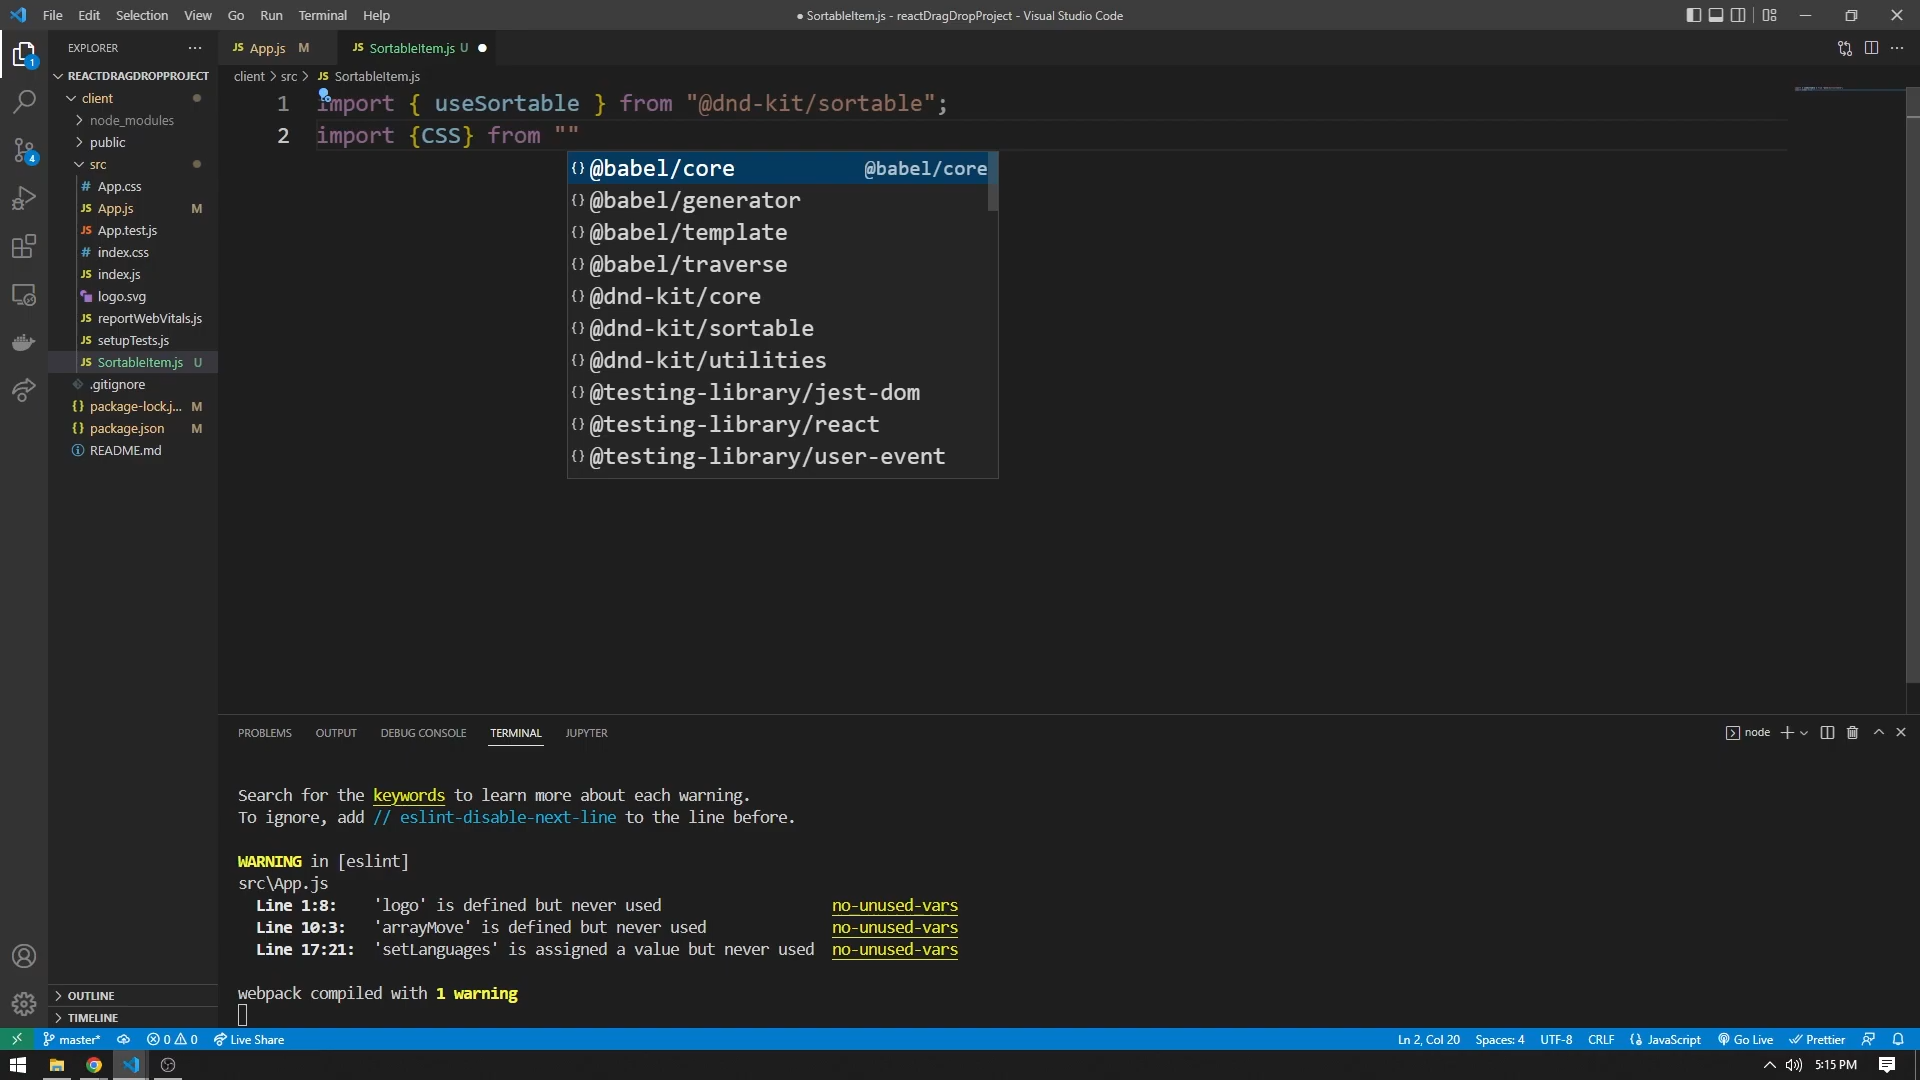 File Edit Selection View Go Run Terminal Help
● SortableItem.js - reactDragDropProject - Visual Studio Code
EXPLORER
REACTDRAGDROPPROJECT
client
node_modules
public
src
# App.css
JS App.js M
JS App.test.js
# index.css
JS index.js
logo.svg
JS reportWebVitals.js
JS setupTests.js
JS SortableItem.js U
.gitignore
{} package-lock.j... M
{} package.json M
README.md
OUTLINE
TIMELINE
1
4
JS App.js M
JS SortableItem.js U ●
client > src > JS SortableItem.js
1 import { useSortable } from "@dnd-kit/sortable";
2 import {CSS} from ""
{} @babel/core @babel/core
{} @babel/generator
{} @babel/template
{} @babel/traverse
{} @dnd-kit/core
{} @dnd-kit/sortable
{} @dnd-kit/utilities
{} @testing-library/jest-dom
{} @testing-library/react
{} @testing-library/user-event
PROBLEMS OUTPUT DEBUG CONSOLE TERMINAL JUPYTER
node
Search for the keywords to learn more about each warning.
To ignore, add // eslint-disable-next-line to the line before.
WARNING in [eslint]
src\App.js
Line 1:8: 'logo' is defined but never used no-unused-vars
Line 10:3: 'arrayMove' is defined but never used no-unused-vars
Line 17:21: 'setLanguages' is assigned a value but never used no-unused-vars
webpack compiled with 1 warning
master* 0 0 Live Share
Ln 2, Col 20 Spaces: 4 UTF-8 CRLF {} JavaScript Go Live Prettier
5:15 PM